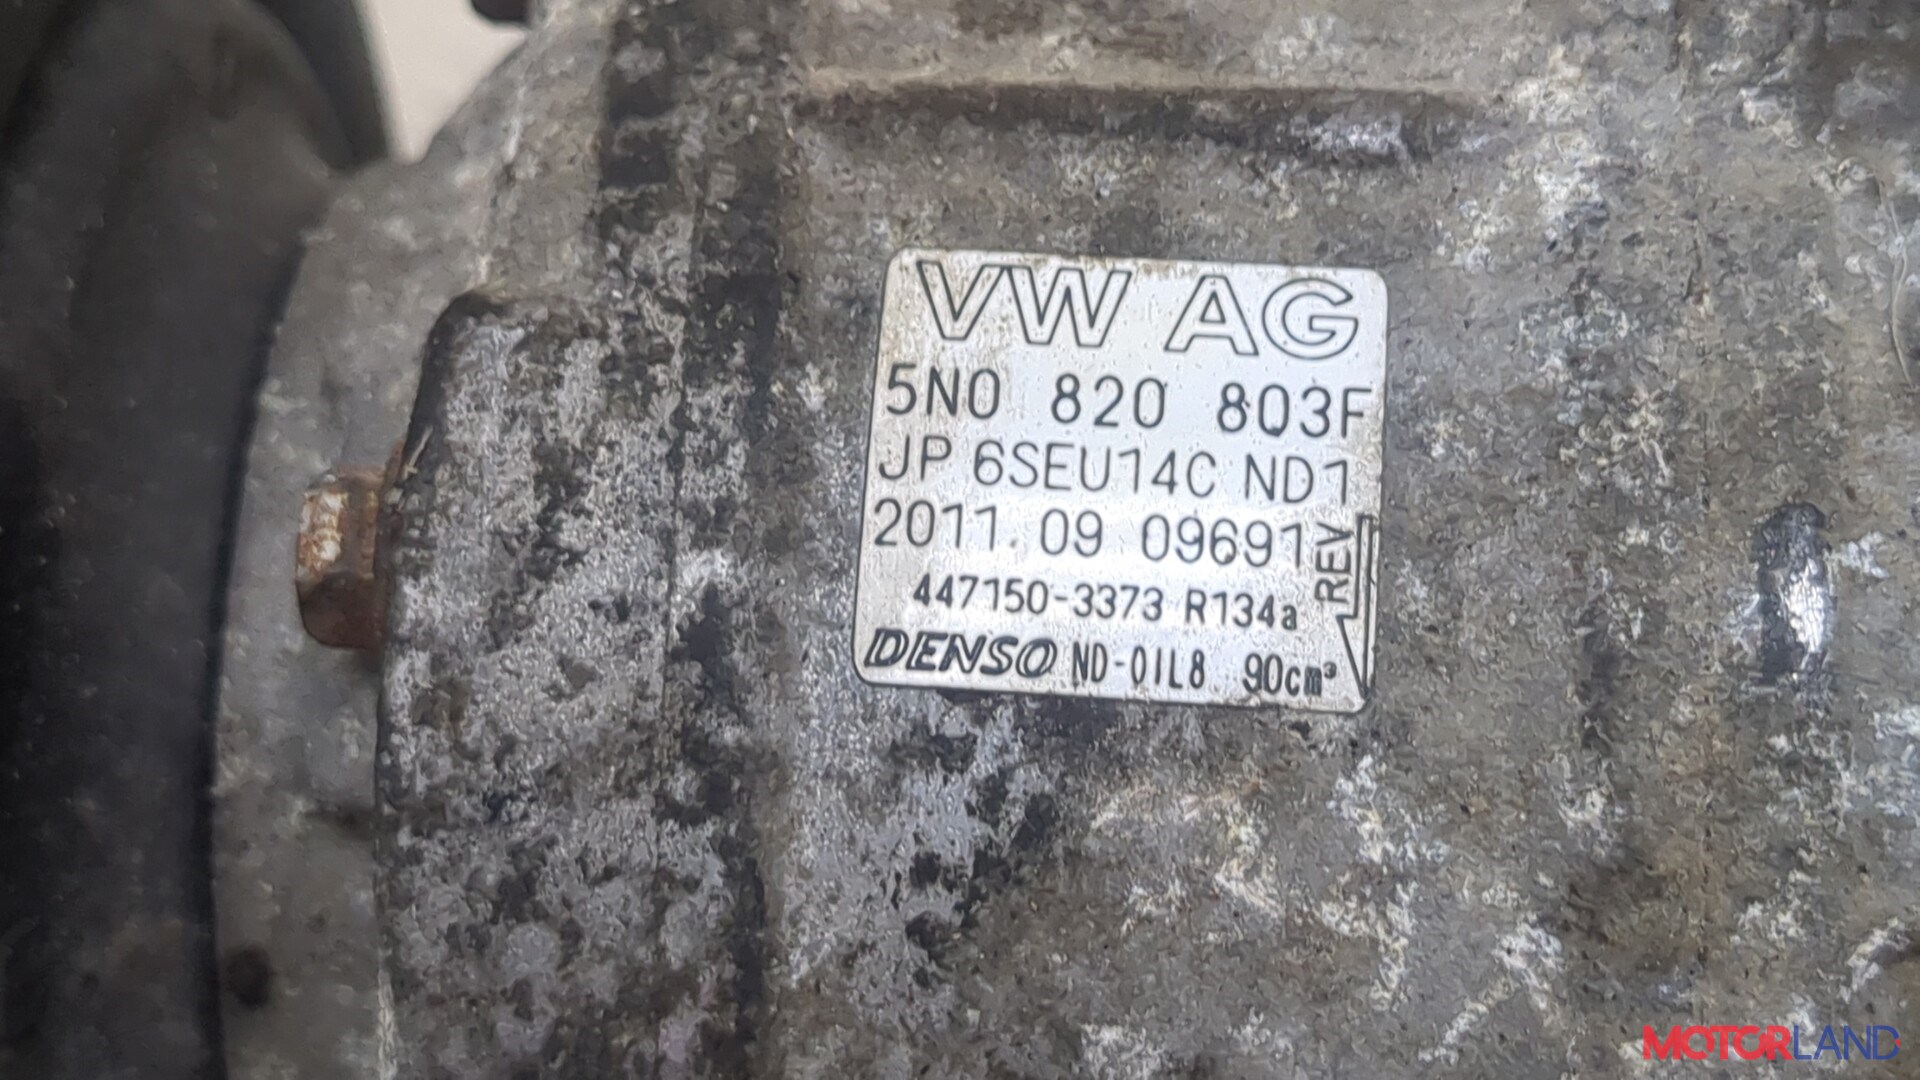 VW AG
5N0 820 803F
JP 6SEU14C ND1
2011.09 09691
REV
447150-3373 R134a
DENSO ND-OIL8 90cm³
MOTORLAND